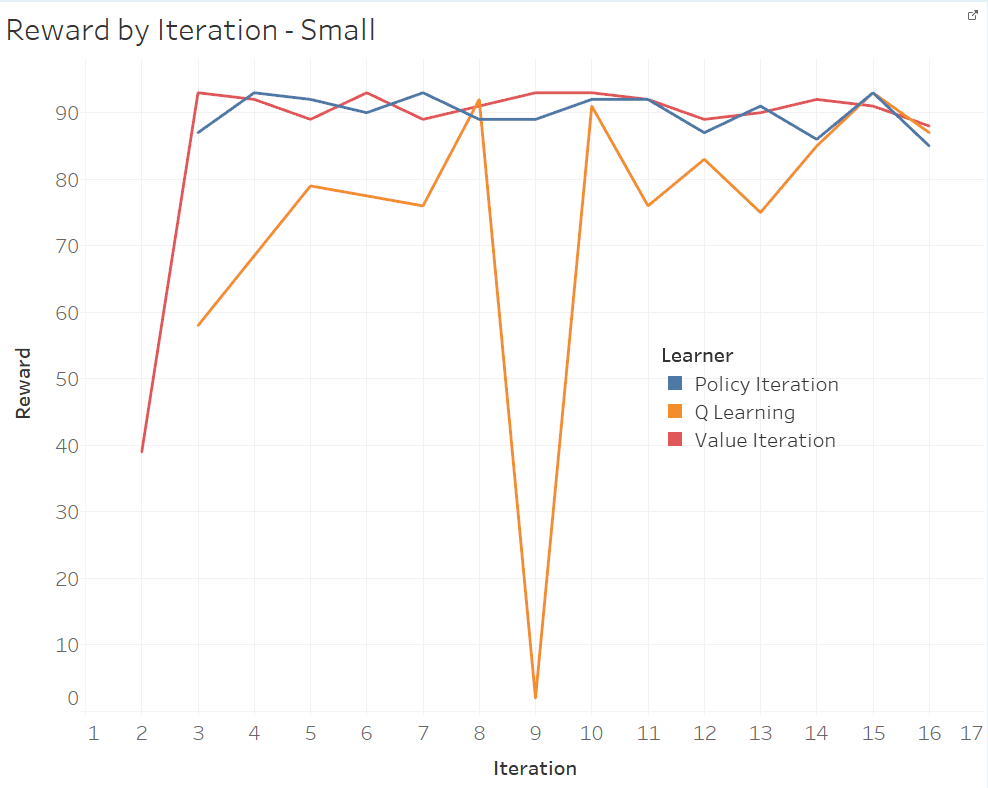 Reward by Iteration - Small
90
80
70
60
50
40
30
20
10
0
Reward
Learner
Policy Iteration
Q Learning
Value Iteration
1 2 3 4 5 6 7 8 9 10 11 12 13 14 15 16 17
Iteration